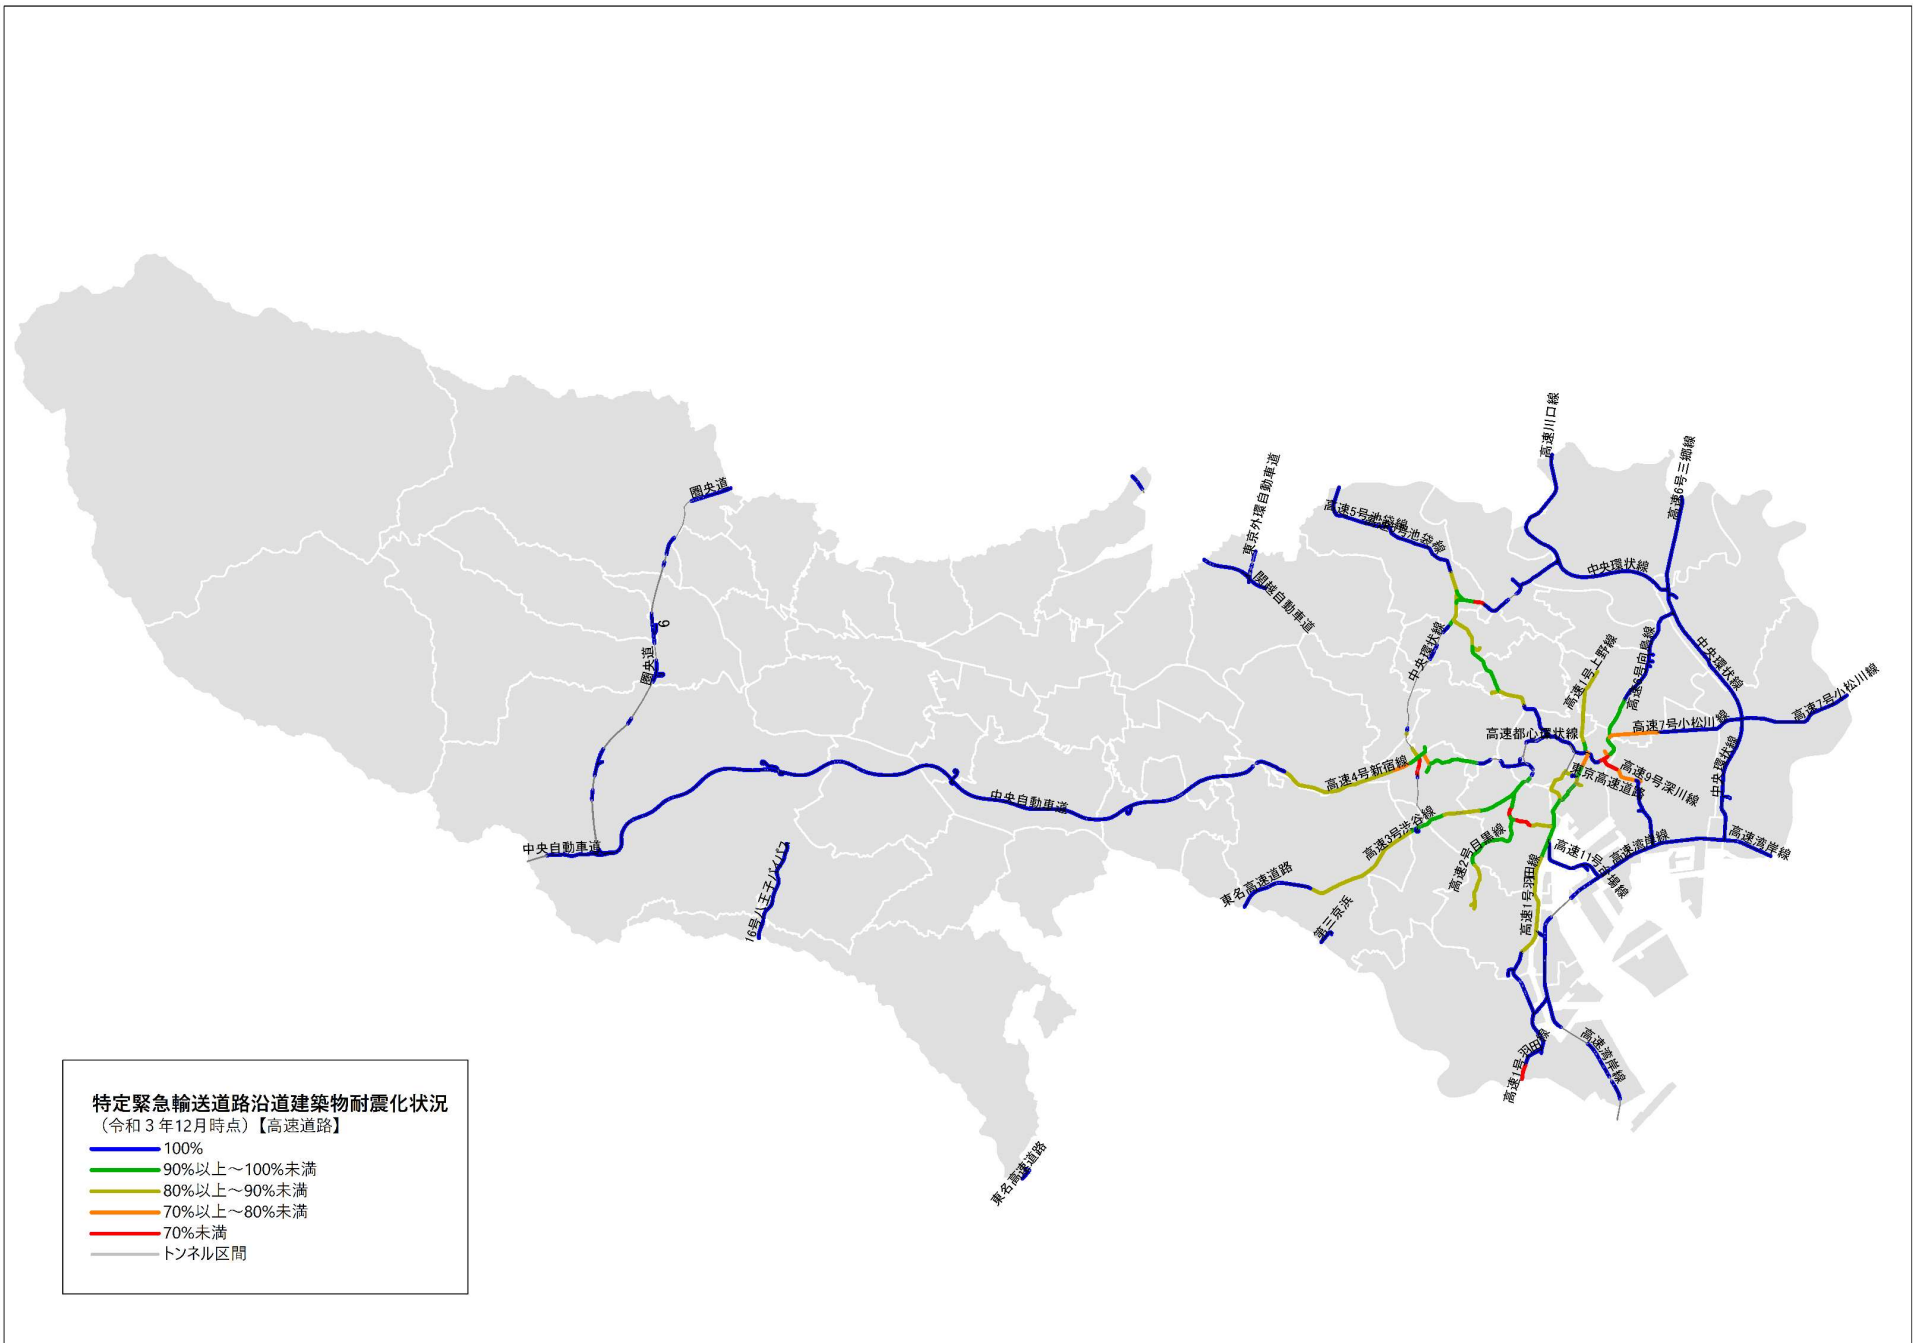 高速川口線
高速6号三郷線
東京外環自動車道
圏央道
高速5号池袋線
高速5号池袋線
関越自動車道
中央環状線
6
圏央道
中央環状線
高速1号上野線
高速6号向島線
中央環状線
高速7号小松川線
高速7号小松川線
高速都心環状線
高速4号新宿線
東京高速道路
高速9号深川線
中央環状線
中央自動車道
中央自動車道
高速3号渋谷線
高速2号目黒線
高速1号羽田線
高速11号台場線
高速湾岸線
高速湾岸線
16号八王子バイパス
東名高速道路
第三京浜
高速1号羽田線
高速湾岸線
東名高速道路
特定緊急輸送道路沿道建築物耐震化状況
（令和３年12月時点）【高速道路】
100%
90%以上～100%未満
80%以上～90%未満
70%以上～80%未満
70%未満
トンネル区間